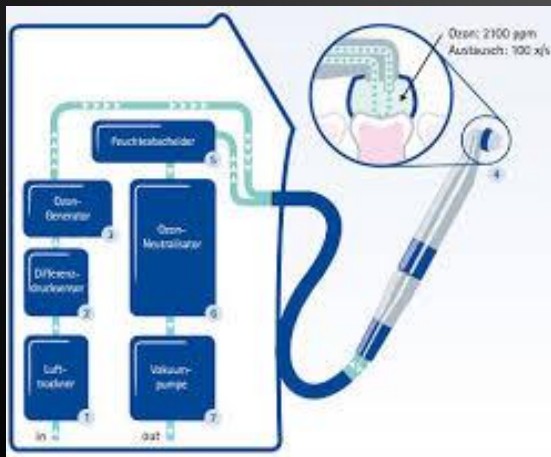 Ozon: 2100 ppm
Austausch: 100 x/s
Feuchteabscheider
5
Ozon-
Generator
3
Ozon-
Neutralisator
6
4
Differenz-
drucksensor
2
Luft-
trockner
1
Vakuum-
pumpe
7
in
out